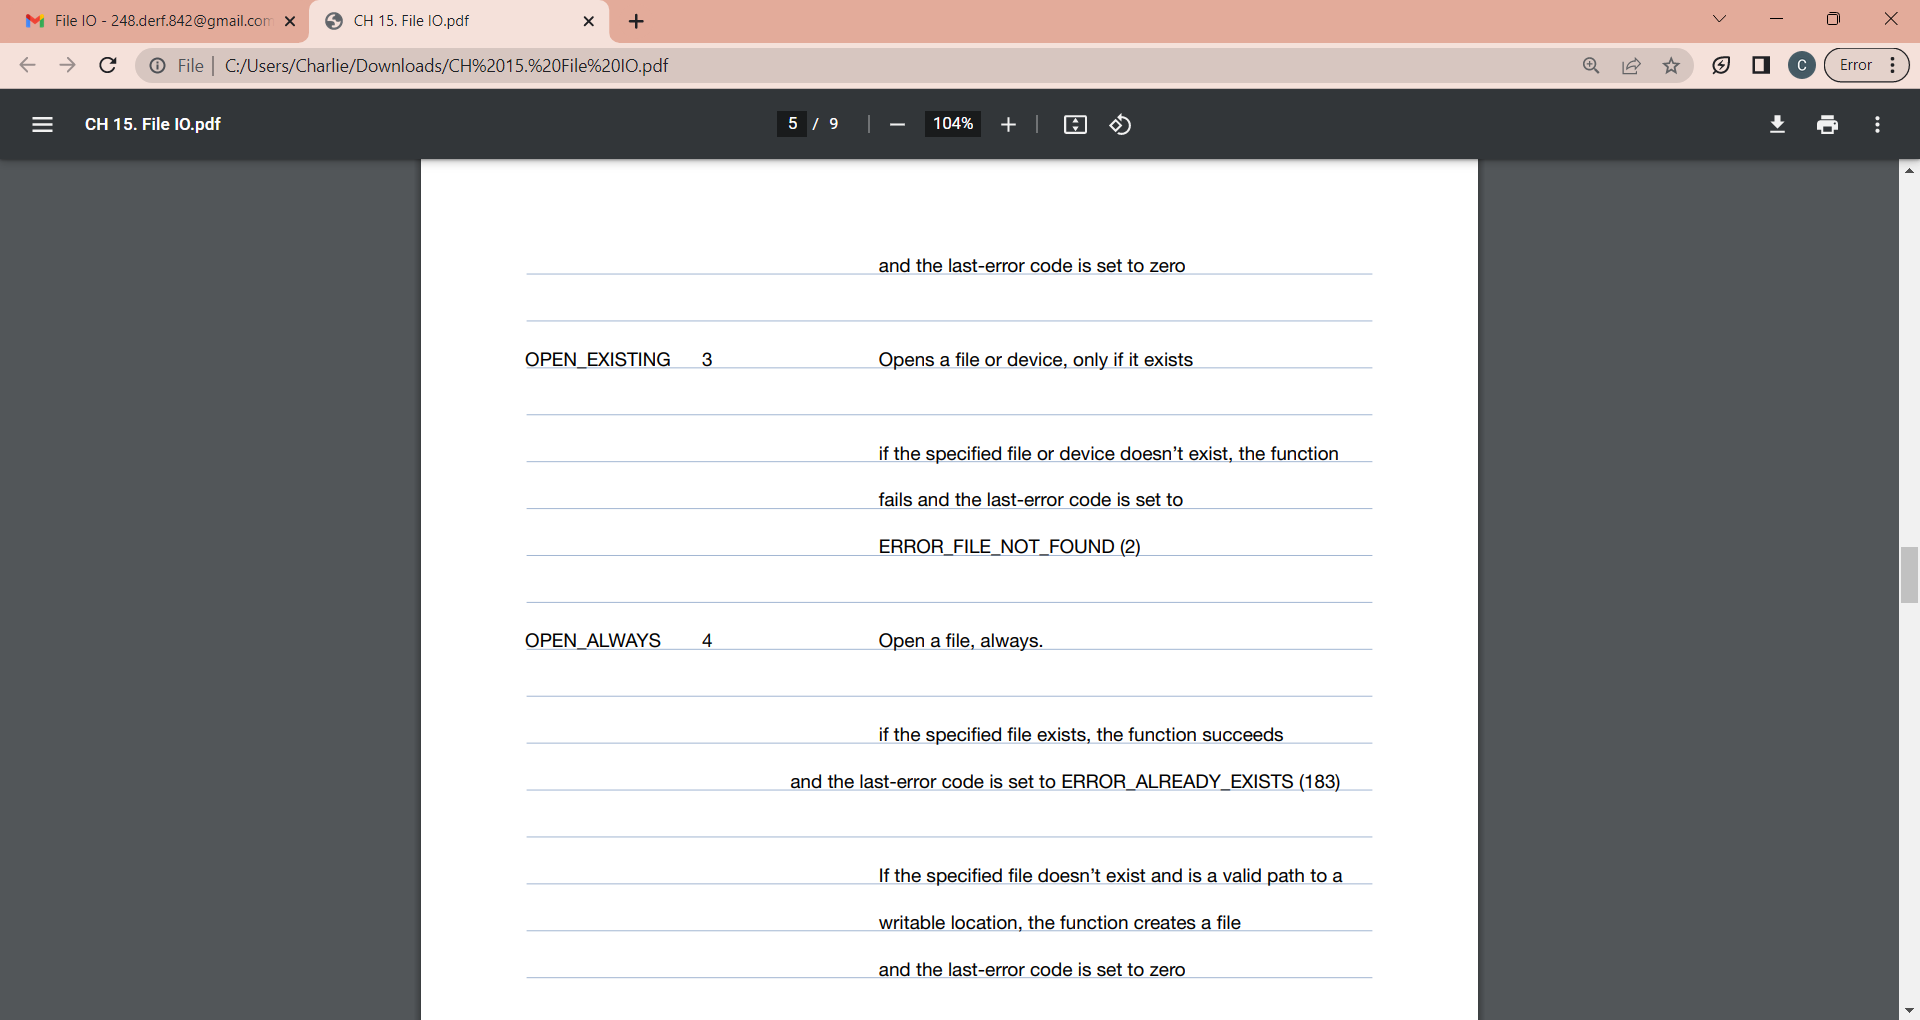 File IO - 248.derf.842@gmail.com
CH 15. File IO.pdf
File
C:/Users/Charlie/Downloads/CH%2015.%20File%20IO.pdf
C
Error
CH 15. File IO.pdf
5 / 9
104%
and the last-error code is set to zero
OPEN_EXISTING 3 Opens a file or device, only if it exists
if the specified file or device doesn’t exist, the function
fails and the last-error code is set to
ERROR_FILE_NOT_FOUND (2)
OPEN_ALWAYS 4 Open a file, always.
if the specified file exists, the function succeeds
and the last-error code is set to ERROR_ALREADY_EXISTS (183)
If the specified file doesn’t exist and is a valid path to a
writable location, the function creates a file
and the last-error code is set to zero